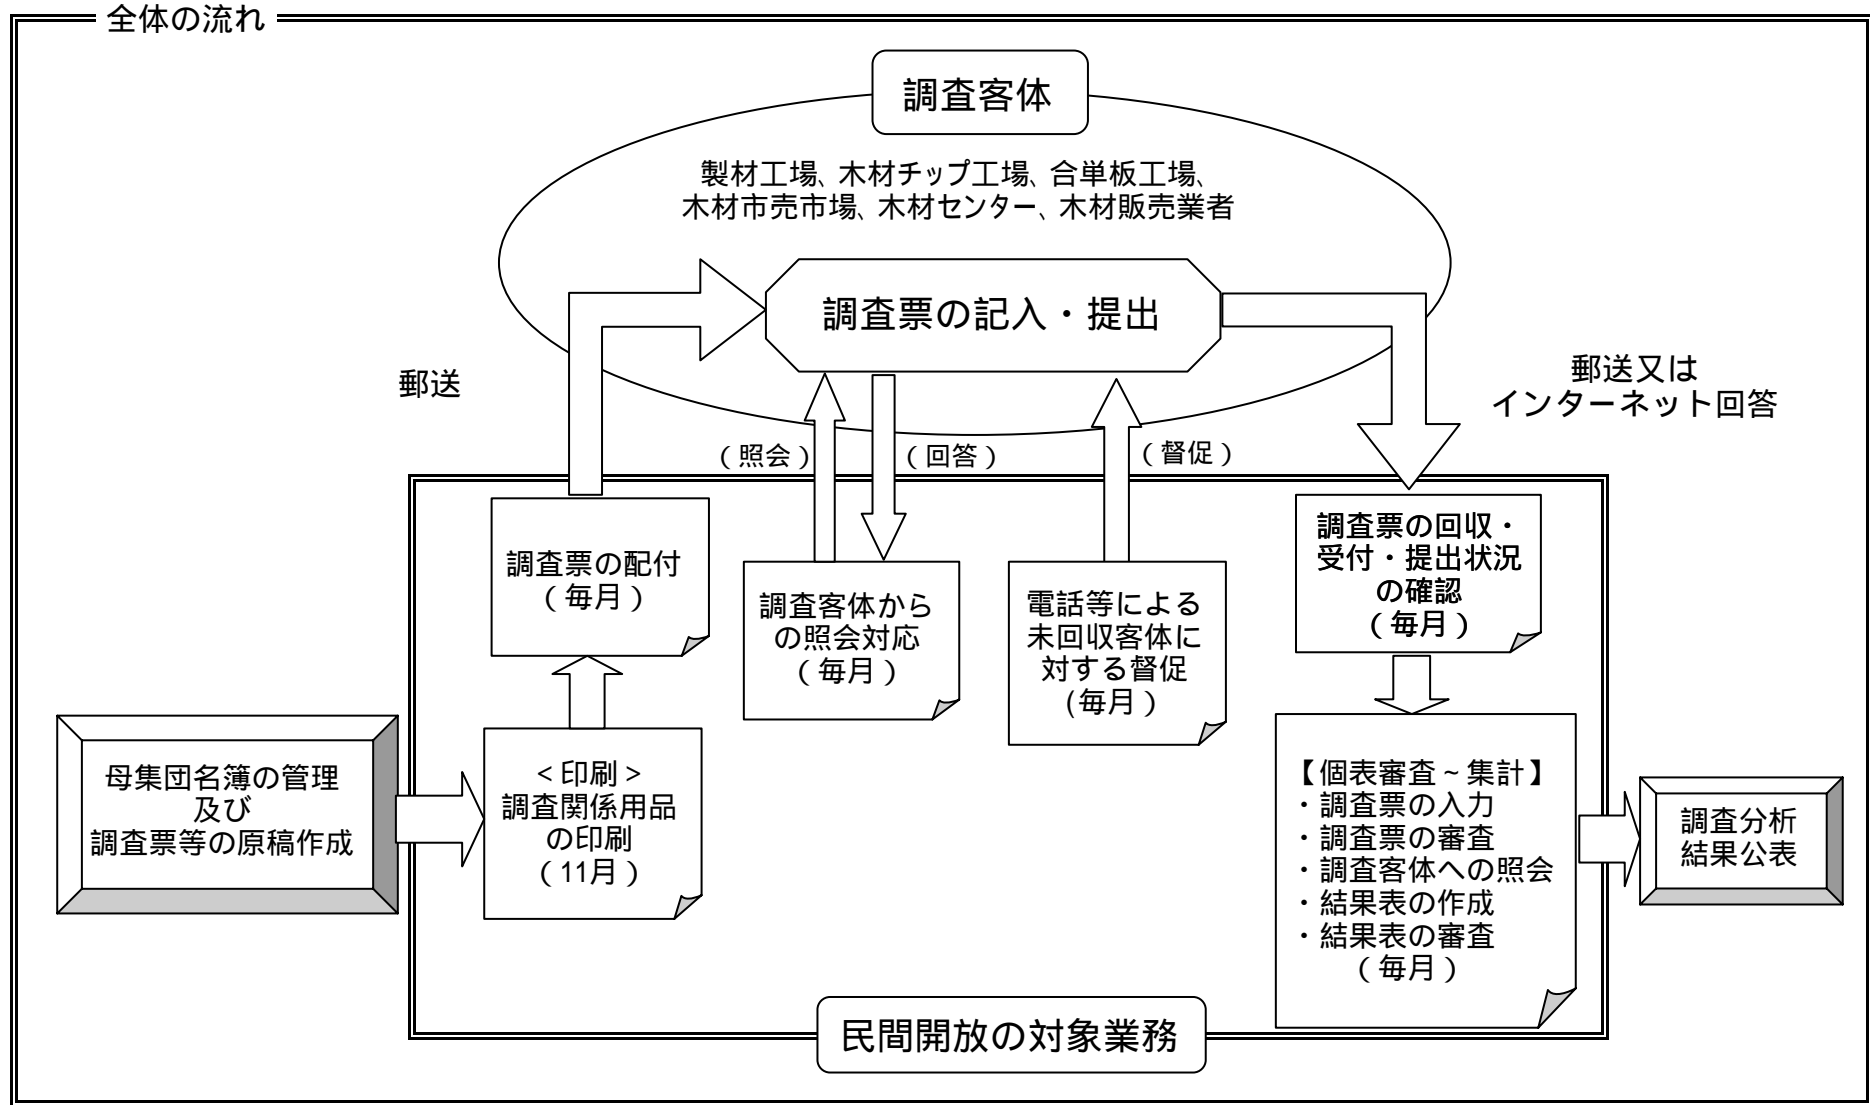 全体の流れ
調査客体
製材工場、木材チップ工場、合単板工場、
木材市売市場、木材センター、木材販売業者
調査票の記入・提出
郵送
郵送又は
インターネット回答
（照会）
（回答）
（督促）
調査票の配付
（毎月）
調査客体から
の照会対応
（毎月）
電話等による
未回収客体に
対する督促
(毎月）
調査票の回収・
受付・提出状況
の確認
（毎月）
母集団名簿の管理
及び
調査票等の原稿作成
＜印刷＞
調査関係用品
の印刷
（11月）
【個表審査～集計】
・調査票の入力
・調査票の審査
・調査客体への照会
・結果表の作成
・結果表の審査
（毎月）
調査分析
結果公表
民間開放の対象業務